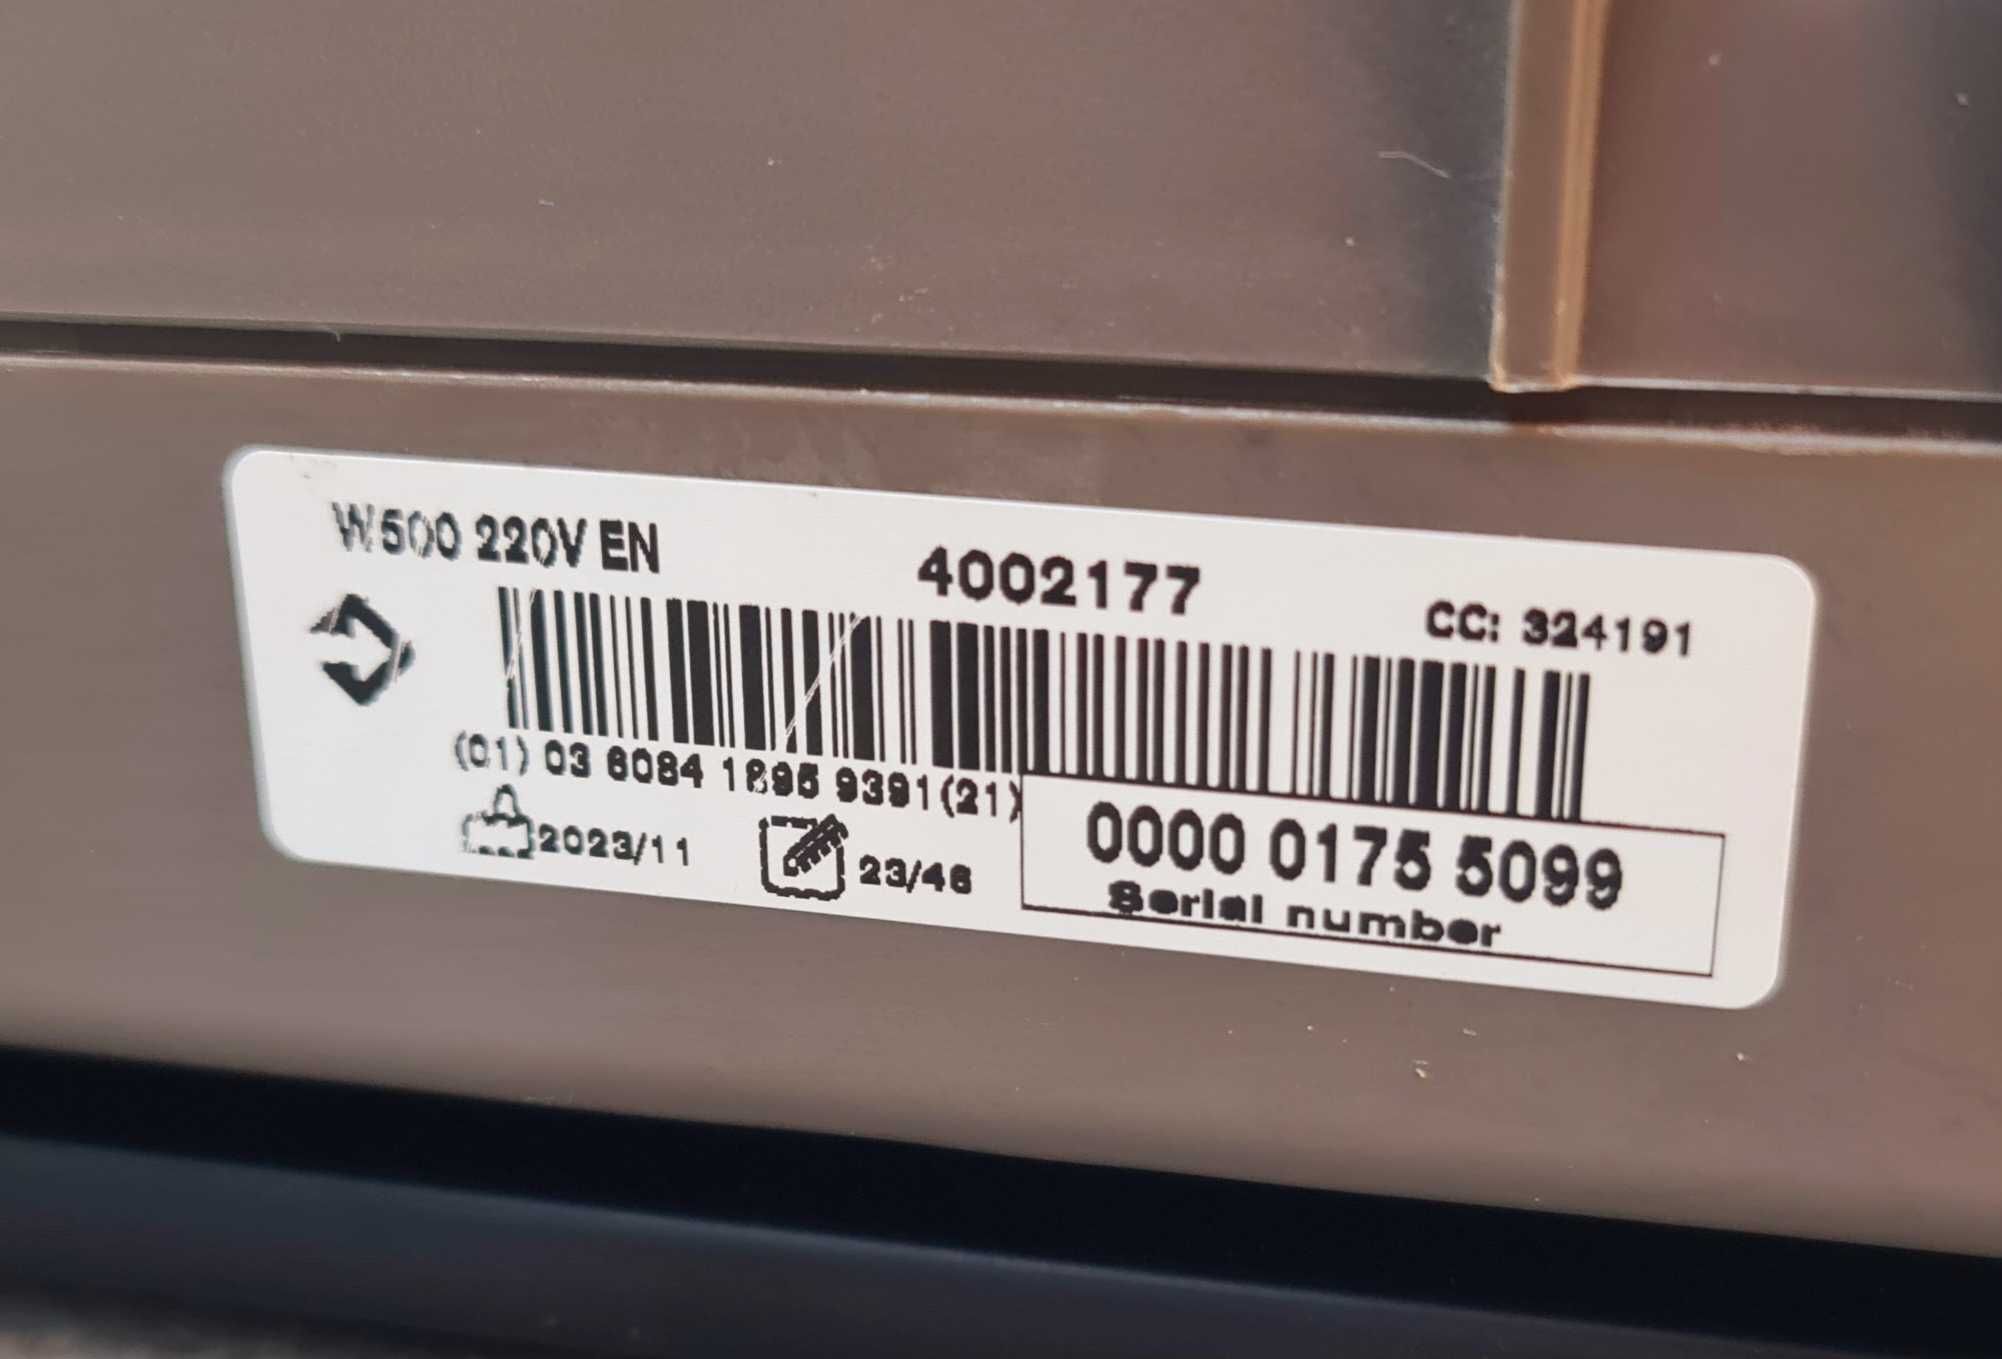 W500 220V EN
4002177
CC: 324191
(01) 03 6084 1895 9391(21)
0000 0175 5099
2023/11
23/46
Serial number